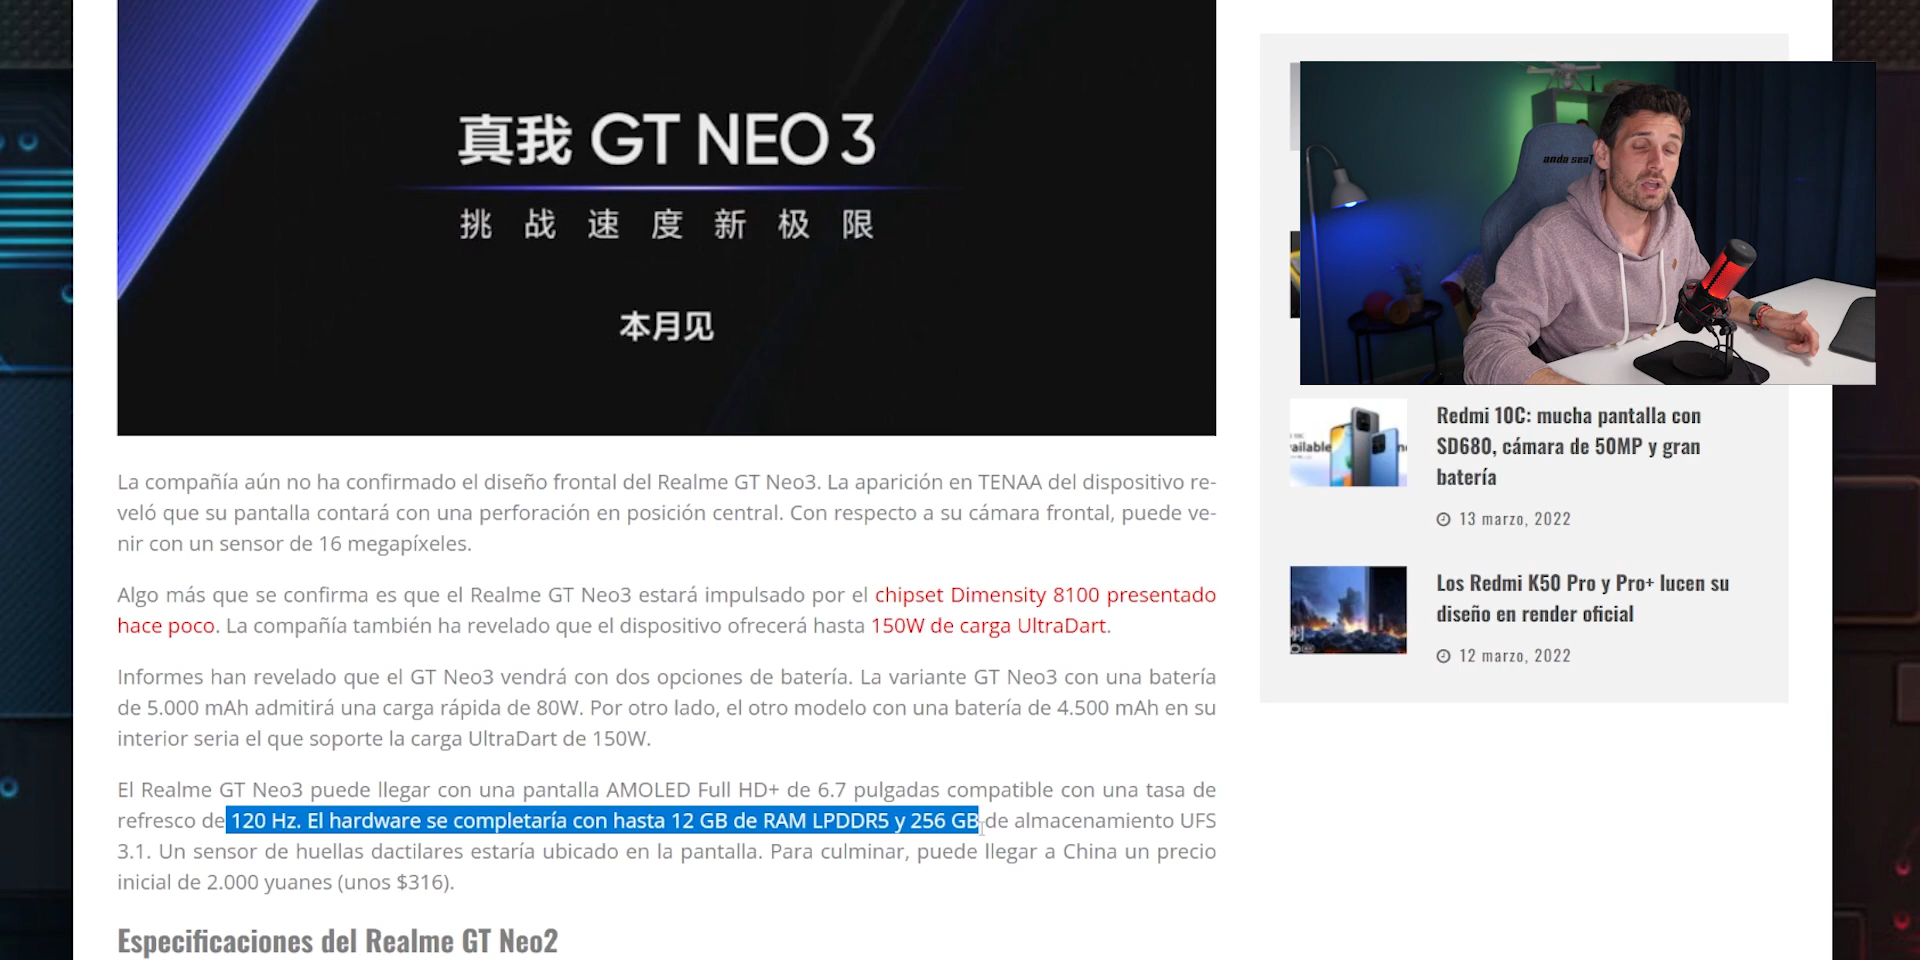 真我 GT NEO 3
挑战速度新极限
本月见
anda seaT
La compañía aún no ha confirmado el diseño frontal del Realme GT Neo3. La aparición en TENAA del dispositivo re-
veló que su pantalla contará con una perforación en posición central. Con respecto a su cámara frontal, puede ve-
nir con un sensor de 16 megapíxeles.
Algo más que se confirma es que el Realme GT Neo3 estará impulsado por el chipset Dimensity 8100 presentado
hace poco. La compañía también ha revelado que el dispositivo ofrecerá hasta 150W de carga UltraDart.
Informes han revelado que el GT Neo3 vendrá con dos opciones de batería. La variante GT Neo3 con una batería
de 5.000 mAh admitirá una carga rápida de 80W. Por otro lado, el otro modelo con una batería de 4.500 mAh en su
interior seria el que soporte la carga UltraDart de 150W.
El Realme GT Neo3 puede llegar con una pantalla AMOLED Full HD+ de 6.7 pulgadas compatible con una tasa de
refresco de 120 Hz. El hardware se completaría con hasta 12 GB de RAM LPDDR5 y 256 GB de almacenamiento UFS
3.1. Un sensor de huellas dactilares estaría ubicado en la pantalla. Para culminar, puede llegar a China un precio
inicial de 2.000 yuanes (unos $316).
Especificaciones del Realme GT Neo2
ailable
Redmi 10C: mucha pantalla con
SD680, cámara de 50MP y gran
batería
13 marzo, 2022
Los Redmi K50 Pro y Pro+ lucen su
diseño en render oficial
12 marzo, 2022